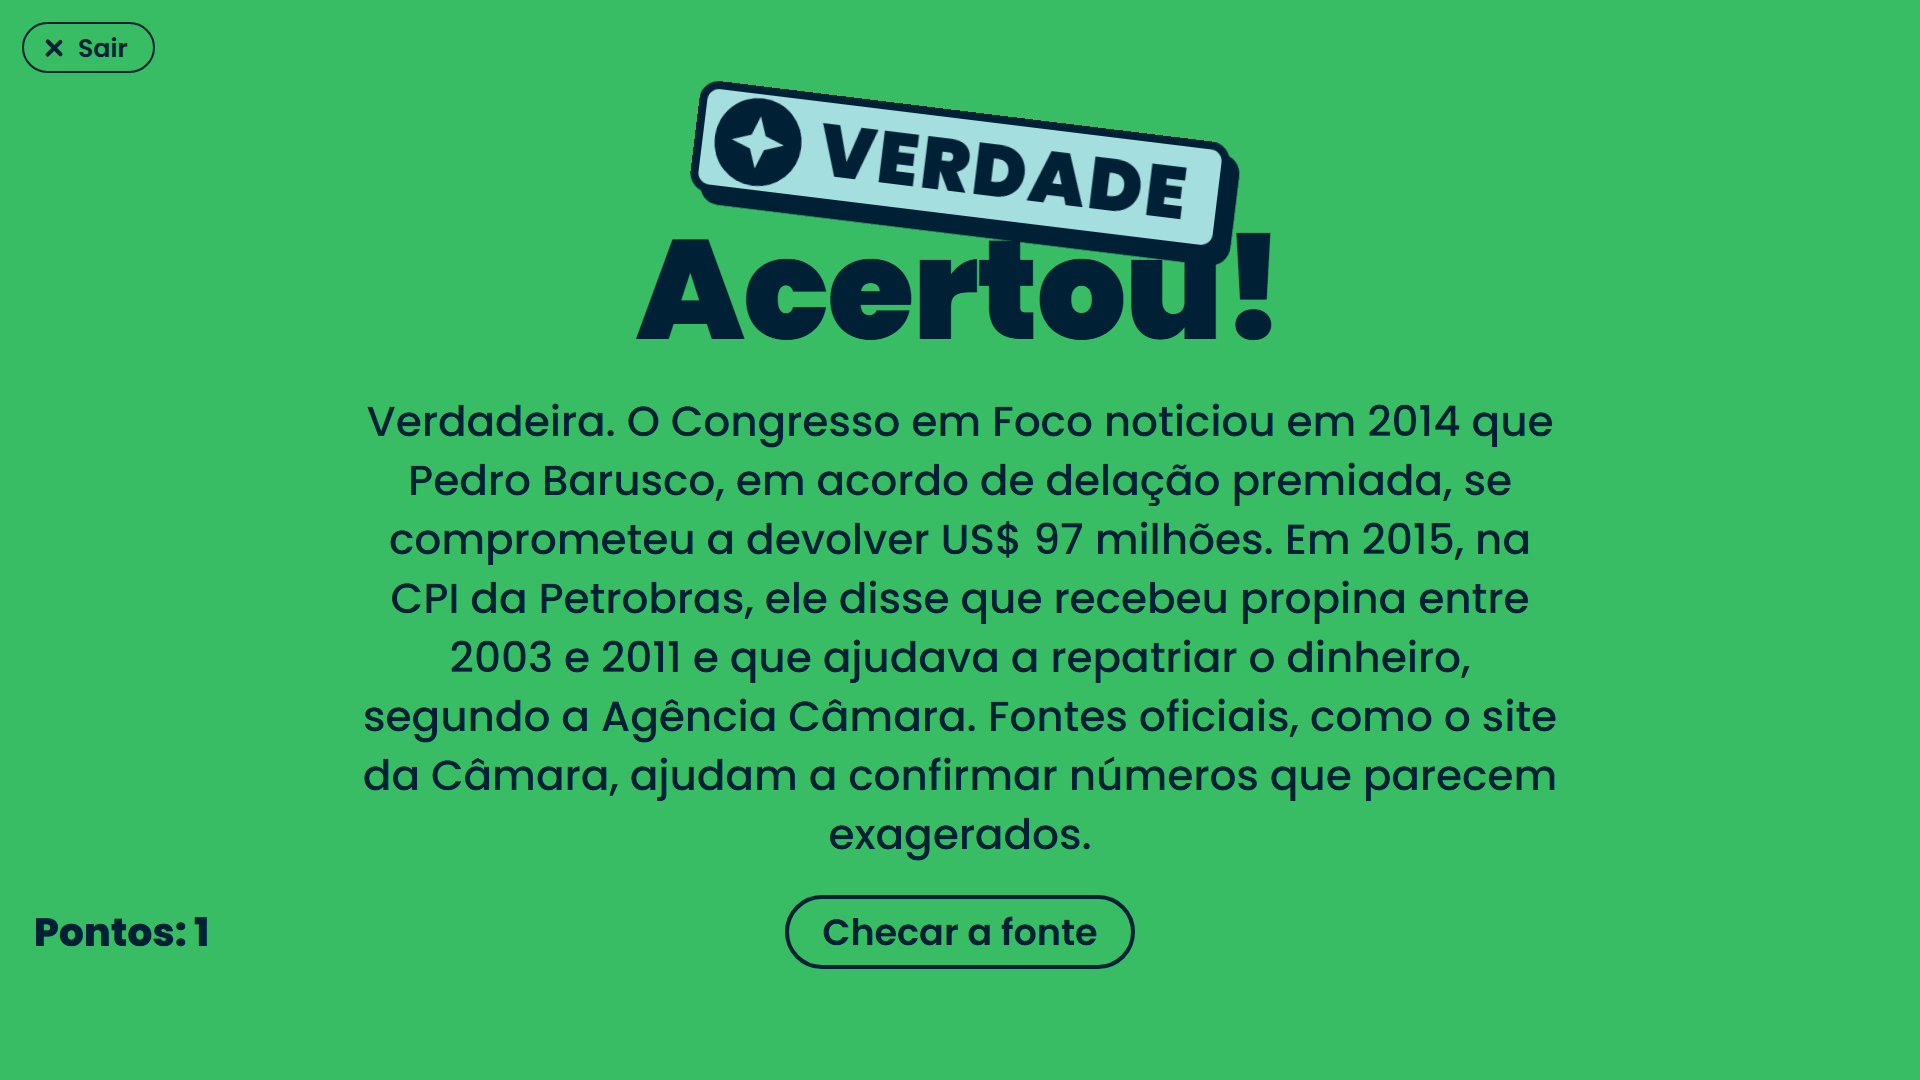 Sair
VERDADE
Acertou!
Verdadeira. O Congresso em Foco noticiou em 2014 que
Pedro Barusco, em acordo de delação premiada, se
comprometeu a devolver US$ 97 milhões. Em 2015, na
CPI da Petrobras, ele disse que recebeu propina entre
2003 e 2011 e que ajudava a repatriar o dinheiro,
segundo a Agência Câmara. Fontes oficiais, como o site
da Câmara, ajudam a confirmar números que parecem
exagerados.
Pontos: 1
Checar a fonte